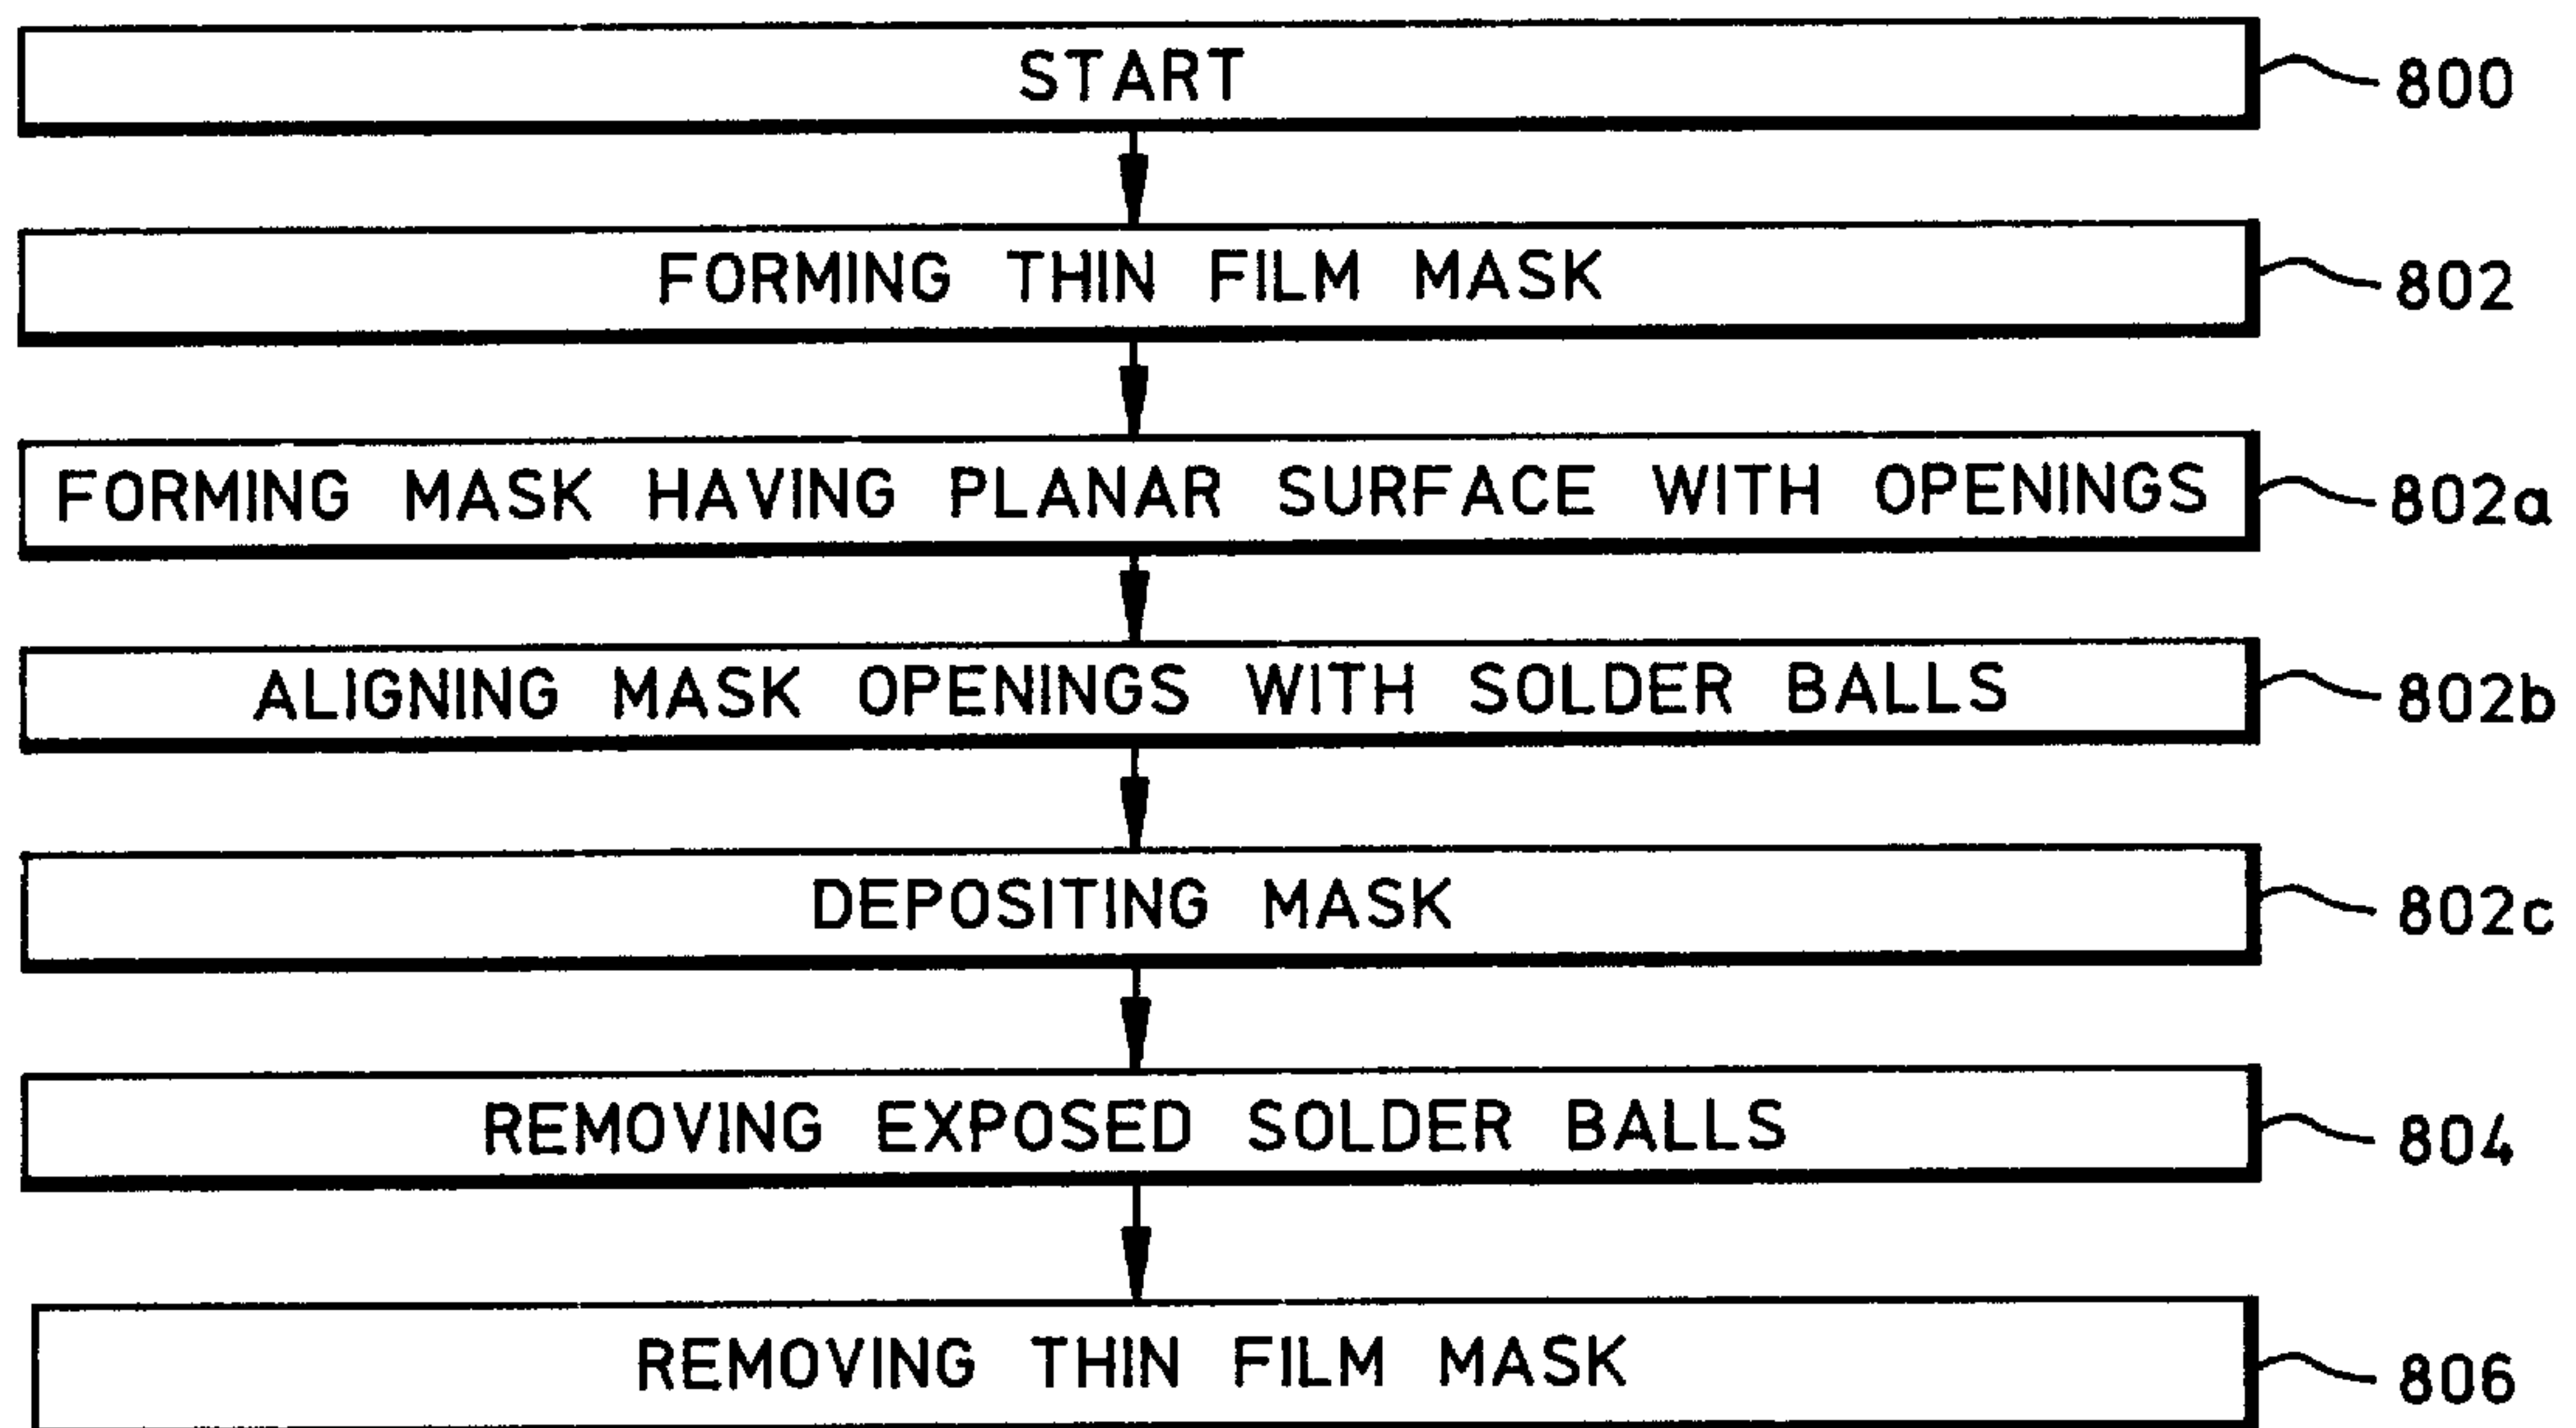 START 800
FORMING THIN FILM MASK 802
FORMING MASK HAVING PLANAR SURFACE WITH OPENINGS 802a
ALIGNING MASK OPENINGS WITH SOLDER BALLS 802b
DEPOSITING MASK 802c
REMOVING EXPOSED SOLDER BALLS 804
REMOVING THIN FILM MASK 806